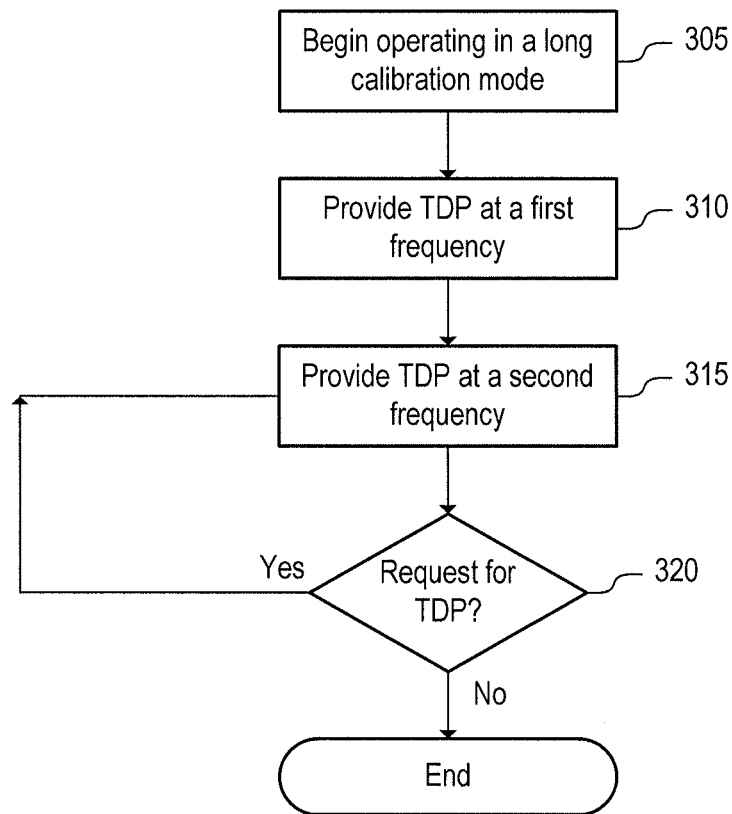 Begin operating in a long
calibration mode
305
Provide TDP at a first
frequency
310
Provide TDP at a second
frequency
315
Yes
Request for
TDP?
320
No
End